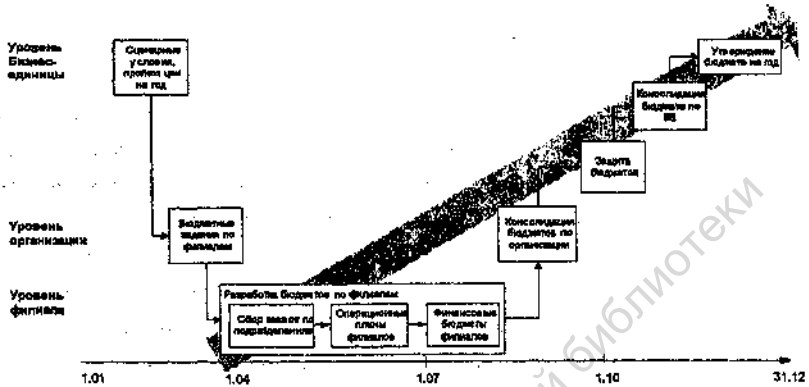 Уровень
Бизнес-
единицы
Сценарные
условия,
на год
Утверждение
бюджета на год
Консолидация
бюджета по
Защита
бюджетов
Уровень
организации
Бюджетные
задания по
филиалам
Консолидация
бюджетов по
организации
Уровень
филиала
Разработка бюджетов по филиалам
Сбор заявок по
подразделениям
Операционные
планы
филиалов
Финансовые
бюджеты
филиалов
1.01
1.04
1.07
1.10
31.12
библиотеки